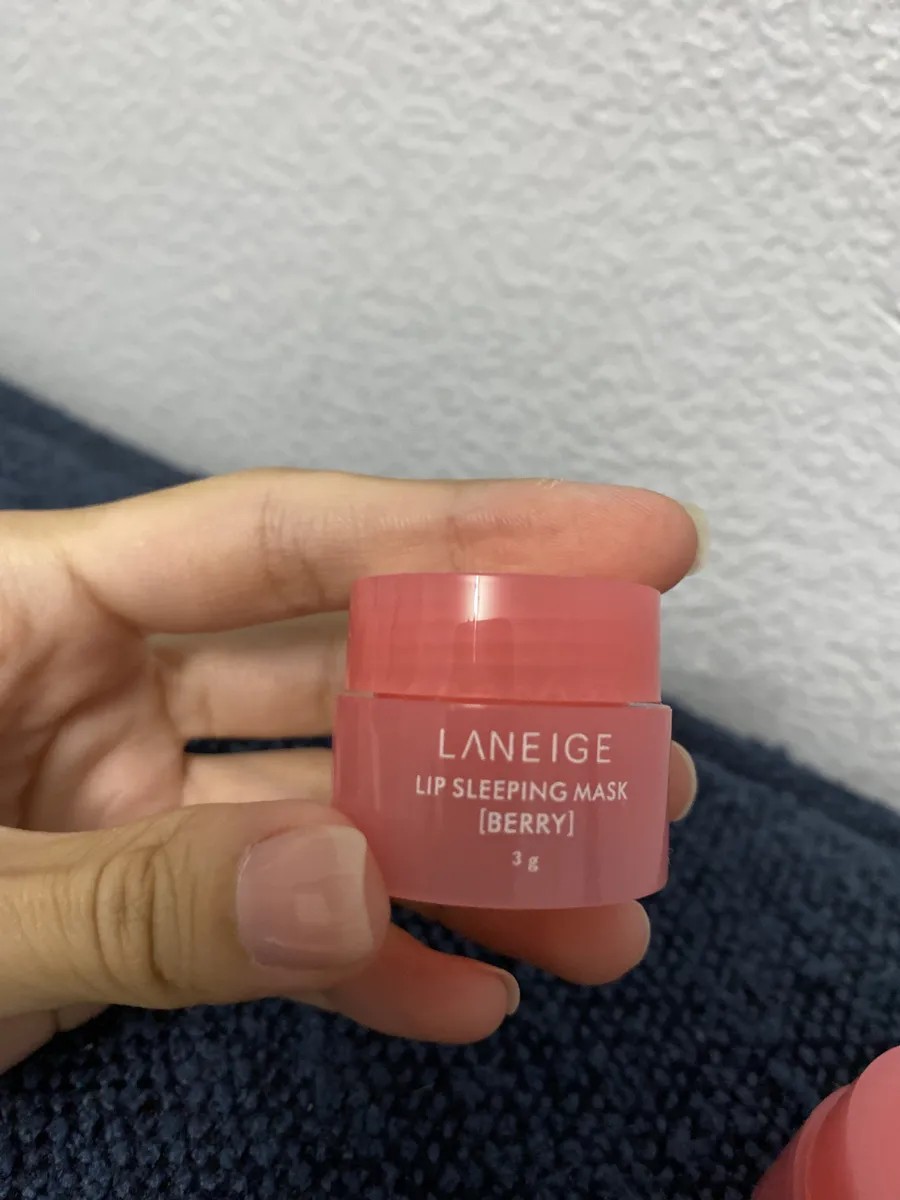 LANEIGE
LIP SLEEPING MASK
[BERRY]
3 g